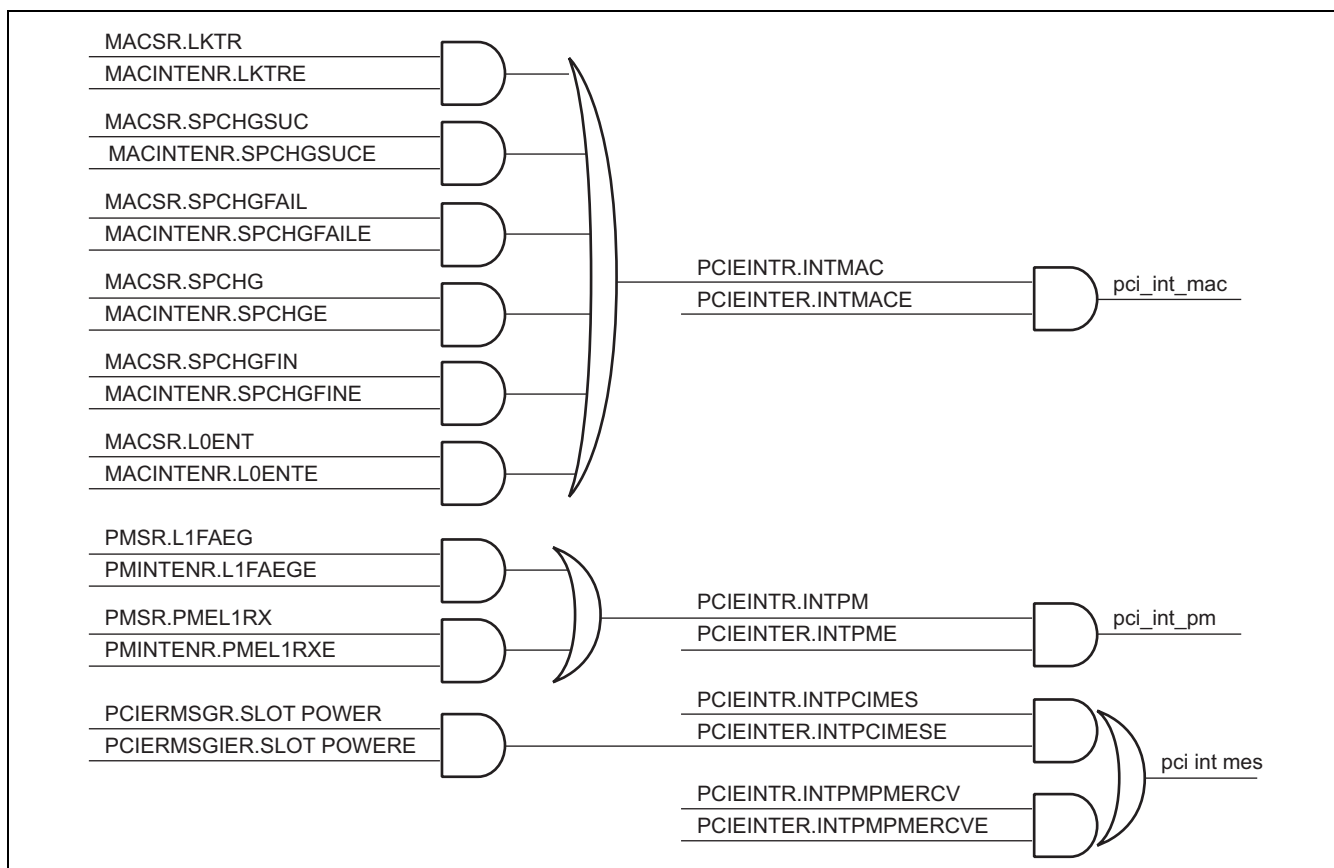 MACSR.LKTR
MACINTENR.LKTRE
MACSR.SPCHGSUC
MACINTENR.SPCHGSUCE
MACSR.SPCHGFAIL
MACINTENR.SPCHGFAILE
MACSR.SPCHG
MACINTENR.SPCHGE
MACSR.SPCHGFIN
MACINTENR.SPCHGFINE
MACSR.L0ENT
MACINTENR.L0ENTE
PCIEINTR.INTMAC
PCIEINTER.INTMACE
pci_int_mac
PMSR.L1FAEG
PMINTENR.L1FAEGE
PMSR.PMEL1RX
PMINTENR.PMEL1RXE
PCIEINTR.INTPM
PCIEINTER.INTPME
pci_int_pm
PCIERMSGR.SLOT POWER
PCIERMSGIER.SLOT POWERE
PCIEINTR.INTPCIMES
PCIEINTER.INTPCIMESE
PCIEINTR.INTPMPMERCV
PCIEINTER.INTPMPMERCVE
pci int mes